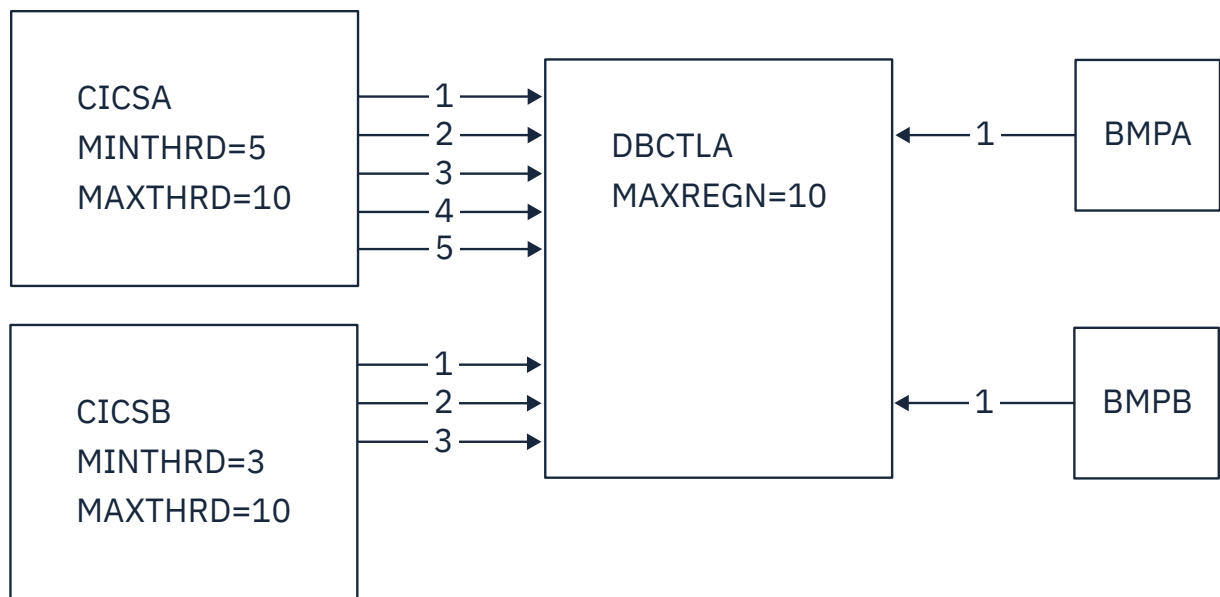 CICSA
MINTHRD=5
MAXTHRD=10
1
2
3
4
5
DBCTLA
MAXREGN=10
1
BMPA
CICSB
MINTHRD=3
MAXTHRD=10
1
2
3
1
BMPB